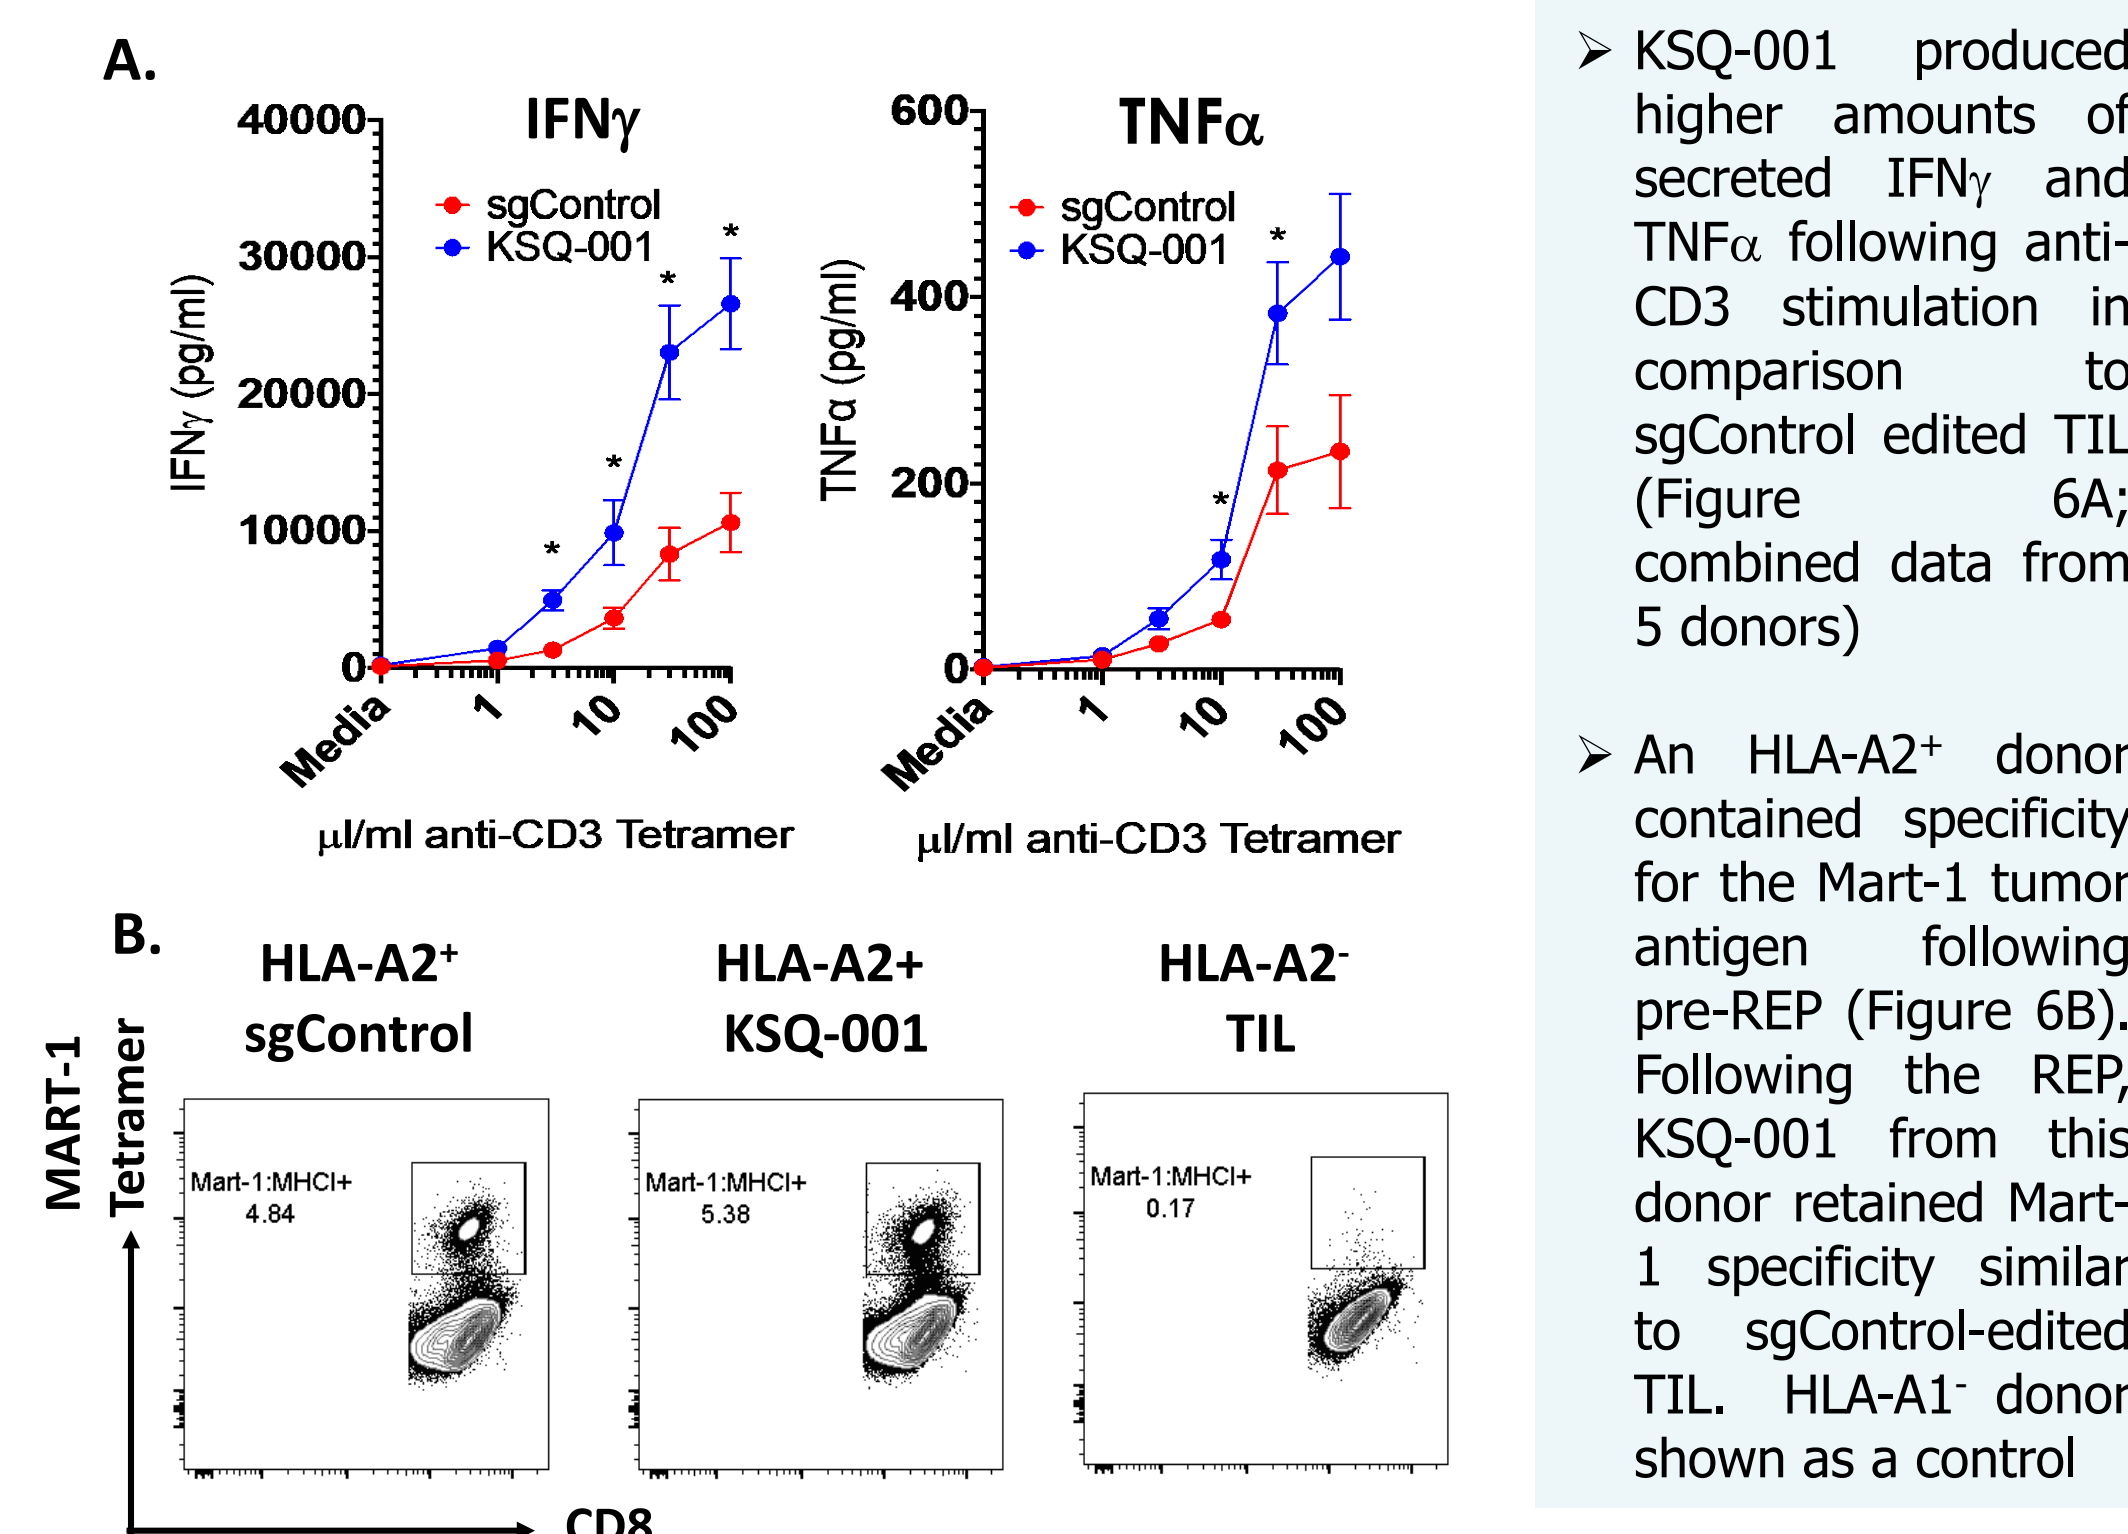 A.
IFNγ
40000
30000
20000
10000
0
IFNγ (pg/ml)
sgControl
KSQ-001
*
*
*
*
Media
1
10
100
μl/ml anti-CD3 Tetramer
TNFα
600
400
200
0
TNFα (pg/ml)
sgControl
KSQ-001
*
*
Media
1
10
100
μl/ml anti-CD3 Tetramer
B.
HLA-A2⁺
sgControl
HLA-A2+
KSQ-001
HLA-A2⁻
TIL
MART-1
Tetramer
Mart-1:MHCI+
4.84
Mart-1:MHCI+
5.38
Mart-1:MHCI+
0.17
CD8
➢ KSQ-001 produced
higher amounts of
secreted IFNγ and
TNFα following anti-
CD3 stimulation in
comparison to
sgControl edited TIL
(Figure 6A;
combined data from
5 donors)
➢ An HLA-A2⁺ donor
contained specificity
for the Mart-1 tumor
antigen following
pre-REP (Figure 6B).
Following the REP,
KSQ-001 from this
donor retained Mart-
1 specificity similar
to sgControl-edited
TIL. HLA-A1⁻ donor
shown as a control